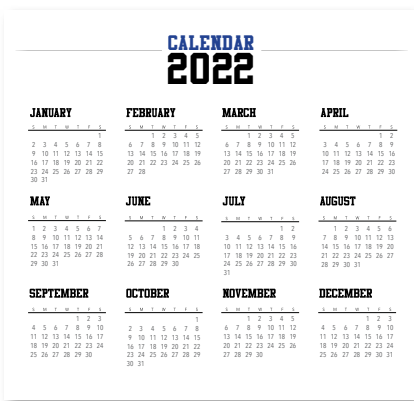 CALENDAR
2022
JANUARY FEBRUARY MARCH APRIL
S M T W T F S S M T W T F S S M T W T F S S M T W T F S
1 1 2 3 4 5 1 2 3 4 5 1 2
2 3 4 5 6 7 8 6 7 8 9 10 11 12 6 7 8 9 10 11 12 3 4 5 6 7 8 9
9 10 11 12 13 14 15 13 14 15 16 17 18 19 13 14 15 16 17 18 19 10 11 12 13 14 15 16
16 17 18 19 20 21 22 20 21 22 23 24 25 26 20 21 22 23 24 25 26 17 18 19 20 21 22 23
23 24 25 26 27 28 29 27 28 27 28 29 30 31 24 25 26 27 28 29 30
30 31
MAY JUNE JULY AUGUST
S M T W T F S S M T W T F S S M T W T F S S M T W T F S
1 2 3 4 5 6 7 1 2 3 4 1 2 1 2 3 4 5 6
8 9 10 11 12 13 14 5 6 7 8 9 10 11 3 4 5 6 7 8 9 7 8 9 10 11 12 13
15 16 17 18 19 20 21 12 13 14 15 16 17 18 10 11 12 13 14 15 16 14 15 16 17 18 19 20
22 23 24 25 26 27 28 19 20 21 22 23 24 25 17 18 19 20 21 22 23 21 22 23 24 25 26 27
29 30 31 26 27 28 29 30 24 25 26 27 28 29 30 28 29 30 31
31
SEPTEMBER OCTOBER NOVEMBER DECEMBER
S M T W T F S S M T W T F S S M T W T F S S M T W T F S
1 2 3 1 1 2 3 4 5 1 2 3
4 5 6 7 8 9 10 2 3 4 5 6 7 8 6 7 8 9 10 11 12 4 5 6 7 8 9 10
11 12 13 14 15 16 17 9 10 11 12 13 14 15 13 14 15 16 17 18 19 11 12 13 14 15 16 17
18 19 20 21 22 23 24 16 17 18 19 20 21 22 20 21 22 23 24 25 26 18 19 20 21 22 23 24
25 26 27 28 29 30 23 24 25 26 27 28 29 27 28 29 30 25 26 27 28 29 30 31
30 31